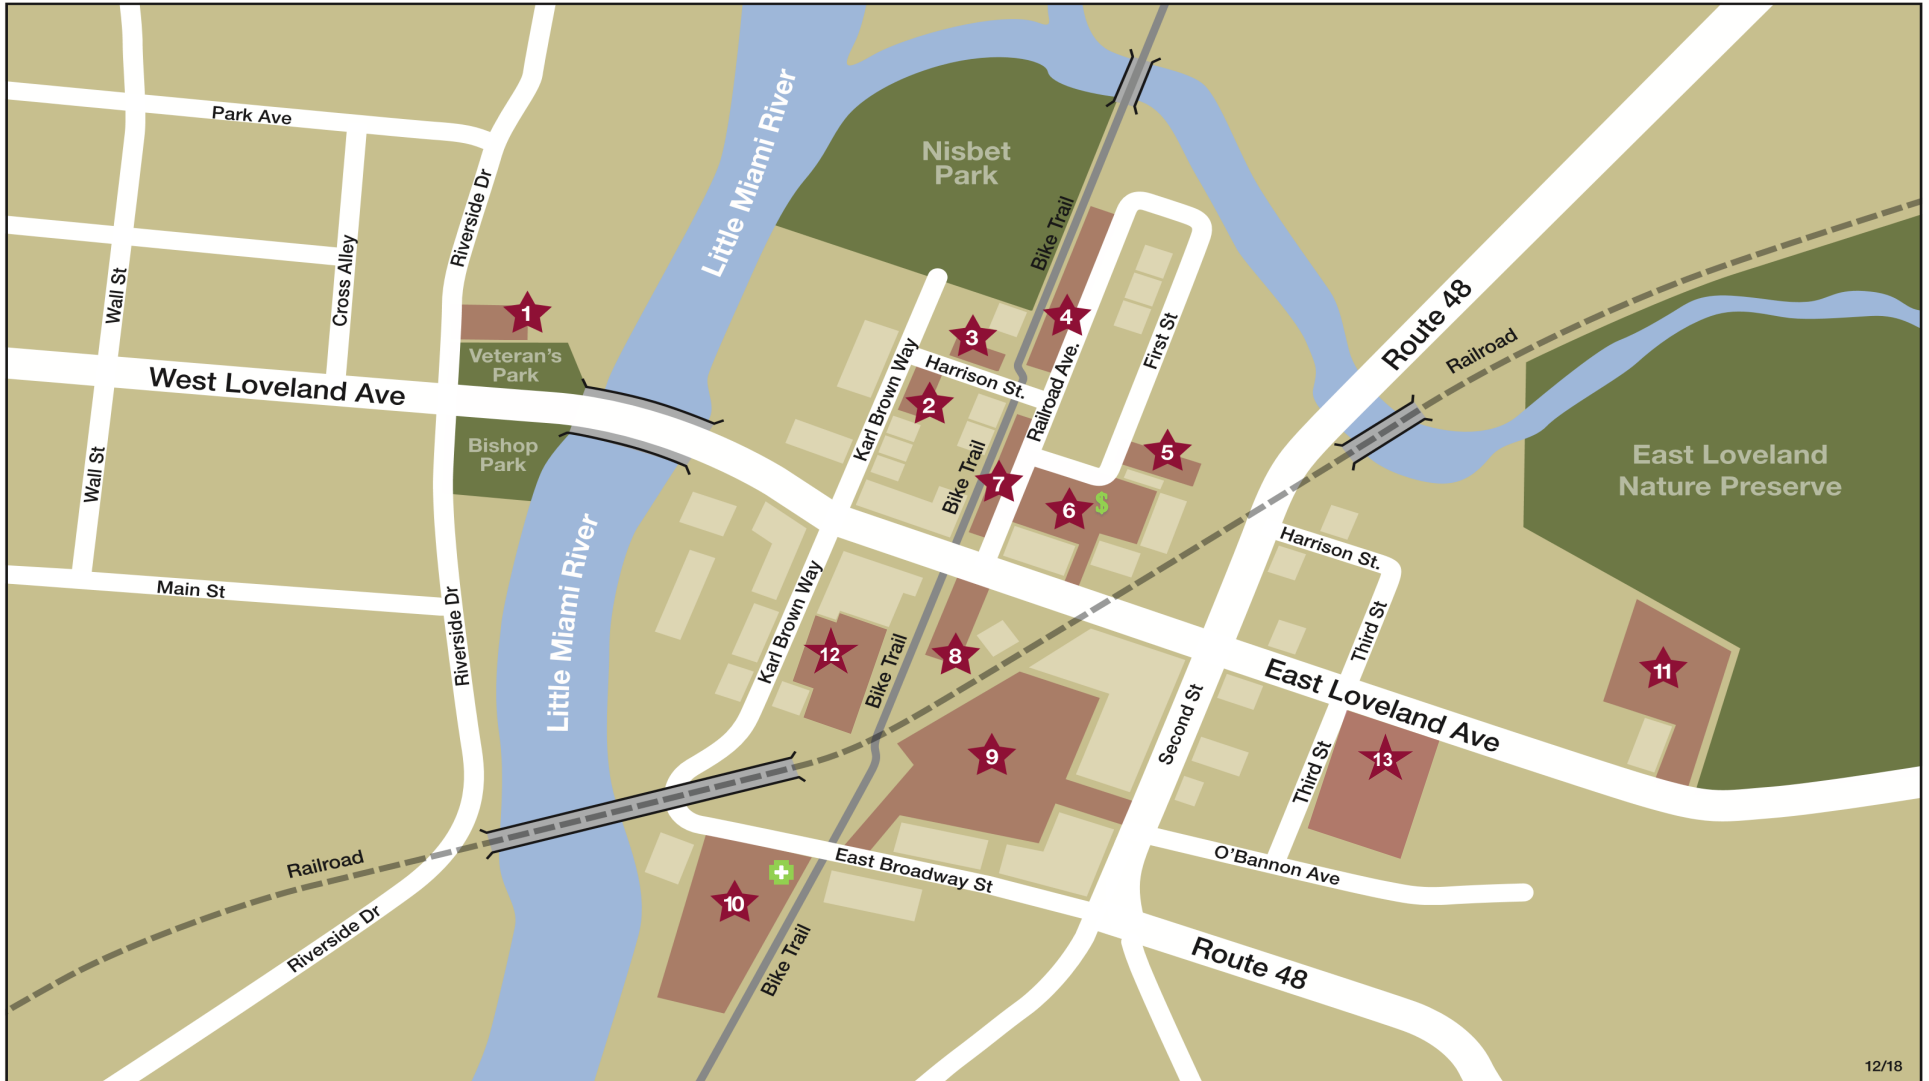 Park Ave
Riverside Dr
Wall St
Cross Alley
Little Miami River
Nisbet
Park
Bike Trail
First St
Route 48
Railroad
1
Veteran's
Park
West Loveland Ave
Bishop
Park
Wall St
Main St
Riverside Dr
Little Miami River
3
4
Harrison St.
2
Karl Brown Way
Railroad Ave.
5
7
6
$
Bike Trail
East Loveland
Nature Preserve
Harrison St.
Third St
Karl Brown Way
12
8
Bike Trail
East Loveland Ave
11
Second St
9
Third St
13
Railroad
East Broadway St
O'Bannon Ave
10
Riverside Dr
Bike Trail
Route 48
12/18